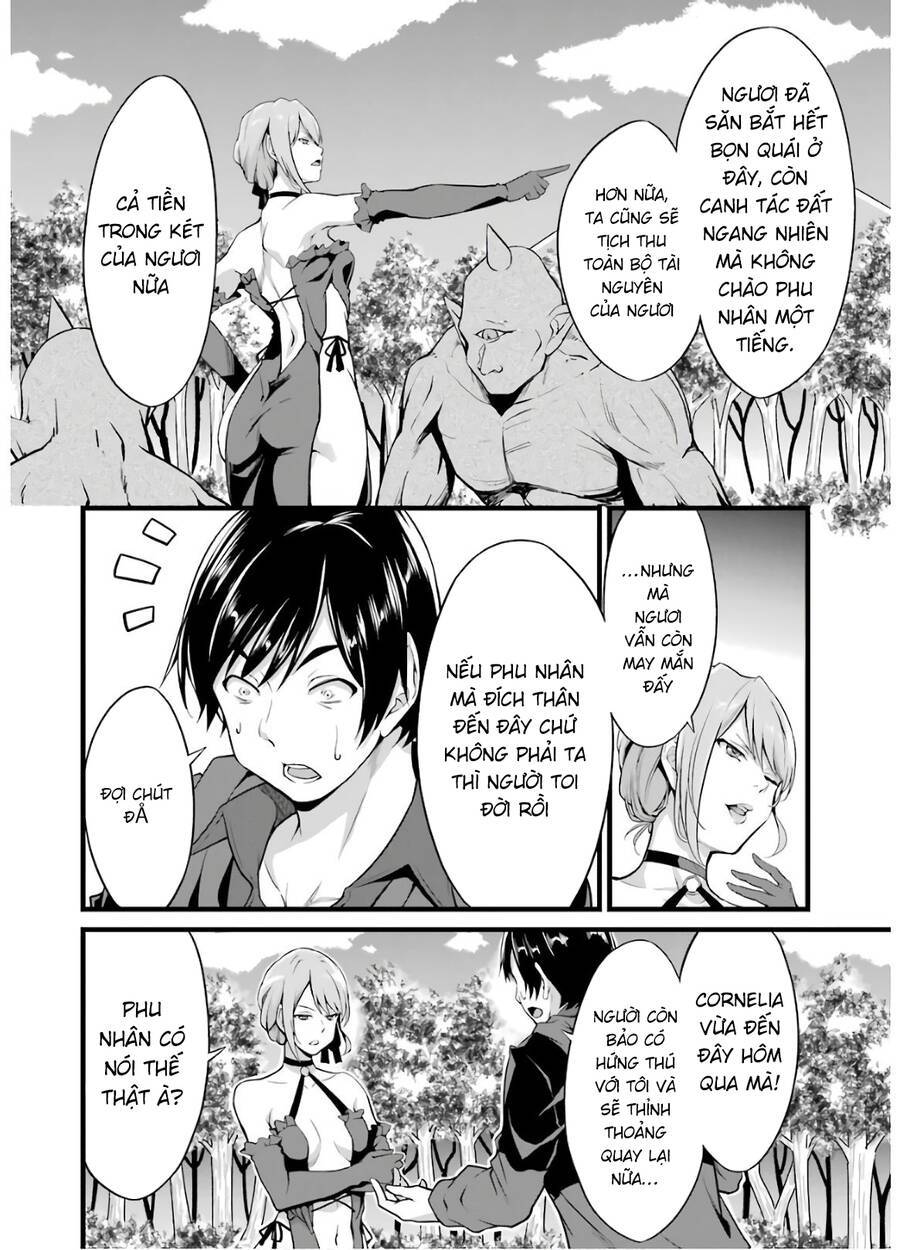 NGƯƠI ĐÃ
SĂN BẮT HẾT
BỌN QUÁI Ở
ĐÂY, CÒN
CANH TÁC ĐẤT
NGANG NHIÊN
MÀ KHÔNG
CHÀO PHU
NHÂN MỘT
TIẾNG.
HƠN NỮA,
TA CŨNG SẼ
TỊCH THU
TOÀN BỘ TÀI
NGUYÊN
CỦA NGƯƠI
CẢ TIỀN
TRONG KÉT
CỦA NGƯƠI
NỮA
...NHƯNG
MÀ
NGƯƠI
VẪN CÒN
MAY MẮN
ĐẤY
NẾU PHU NHÂN
MÀ ĐÍCH THÂN
ĐẾN ĐÂY CHỨ
KHÔNG PHẢI TA
THÌ NGƯỜI TOI
ĐỜI RỒI
ĐỢI CHÚT
ĐÃ
CORNELIA
VỪA ĐẾN
ĐÂY HÔM
QUA MÀ!
NGƯỜI CÒN
BẢO CÓ
HỨNG THÚ
VỚI TÔI VÀ
SẼ THỈNH
THOẢNG
QUAY LẠI
NỮA...
PHU
NHÂN CÓ
NÓI THẾ
THẬT À?